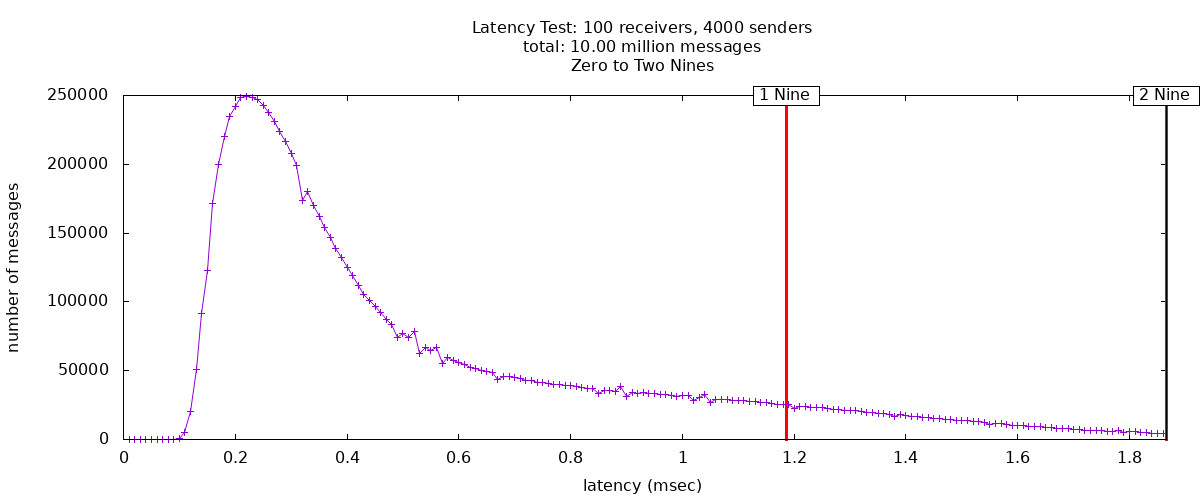 Latency Test: 100 receivers, 4000 senders
total: 10.00 million messages
Zero to Two Nines
1 Nine
2 Nine
250000
200000
150000
100000
50000
0
number of messages
0 0.2 0.4 0.6 0.8 1 1.2 1.4 1.6 1.8
latency (msec)